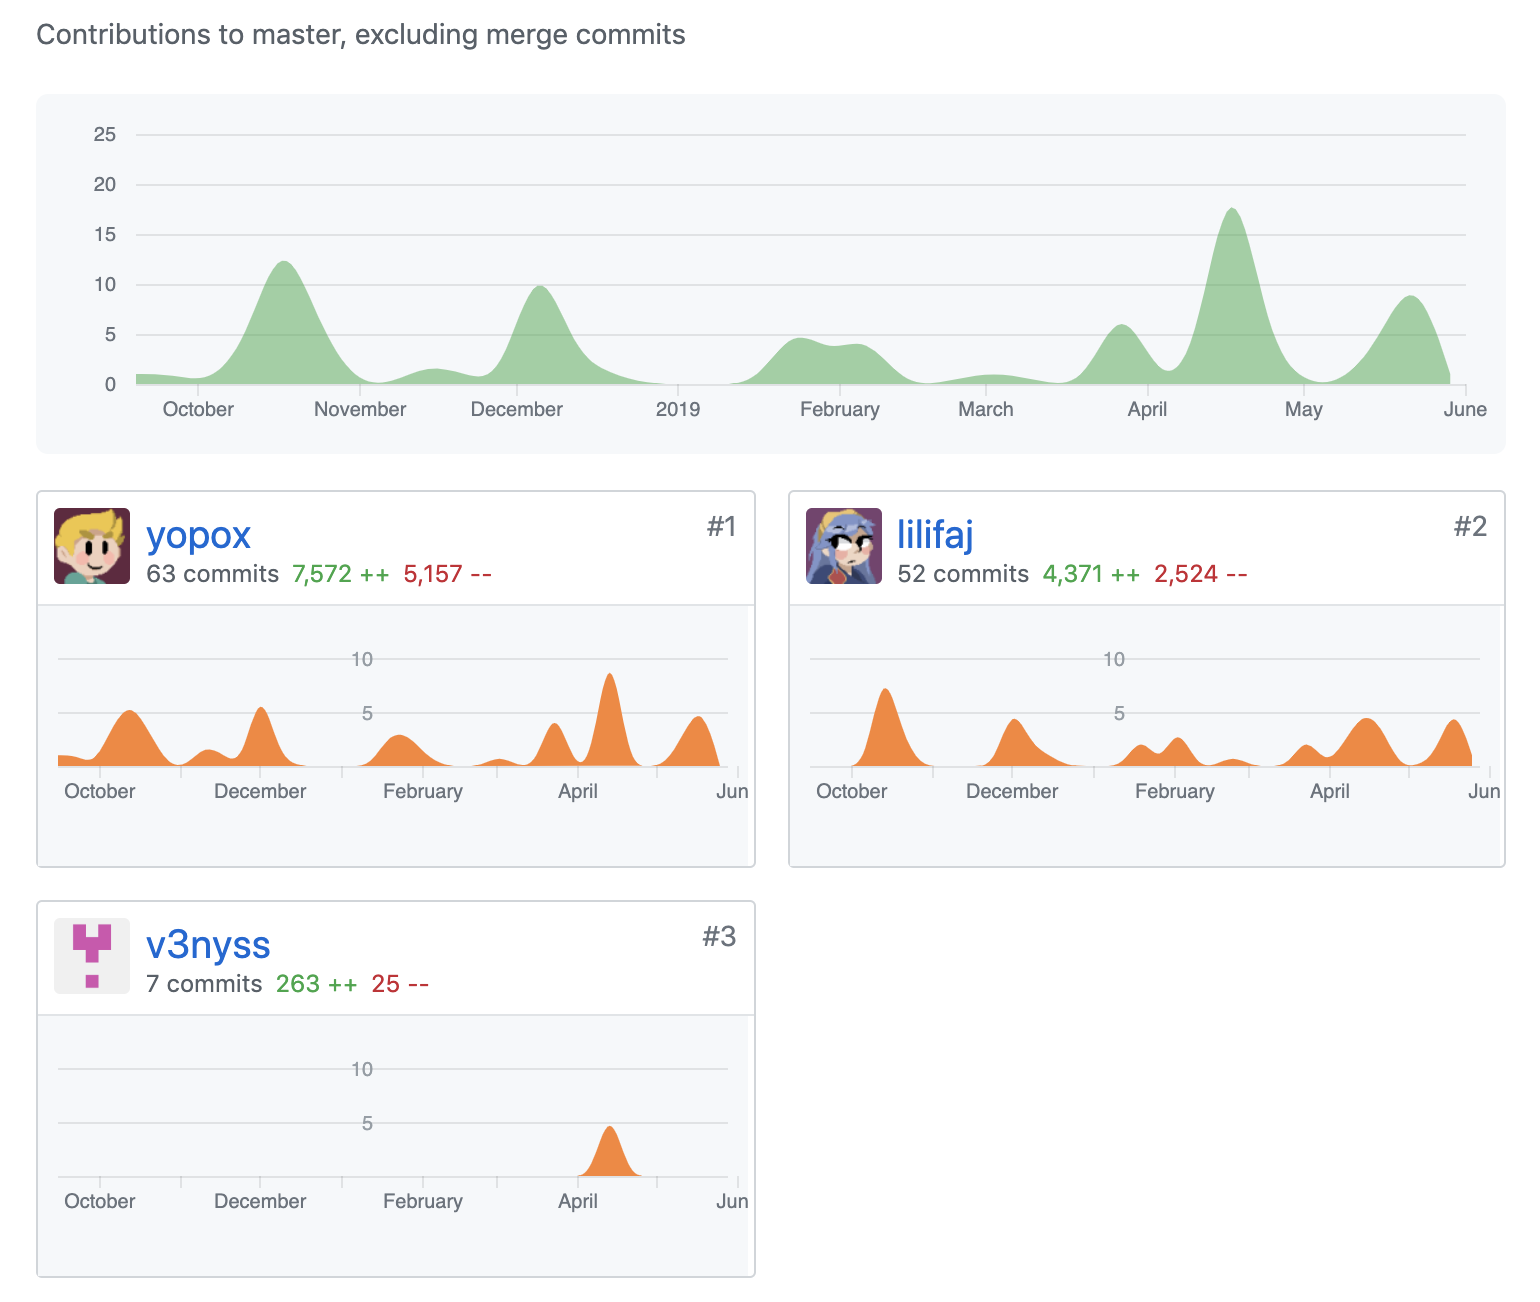 Contributions to master, excluding merge commits
25
20
15
10
5
0
October November December 2019 February March April May June
yopox #1
63 commits 7,572 ++ 5,157 --
10
5
October December February April Jun
lilifaj #2
52 commits 4,371 ++ 2,524 --
10
5
October December February April Jun
v3nyss #3
7 commits 263 ++ 25 --
10
5
October December February April Jun